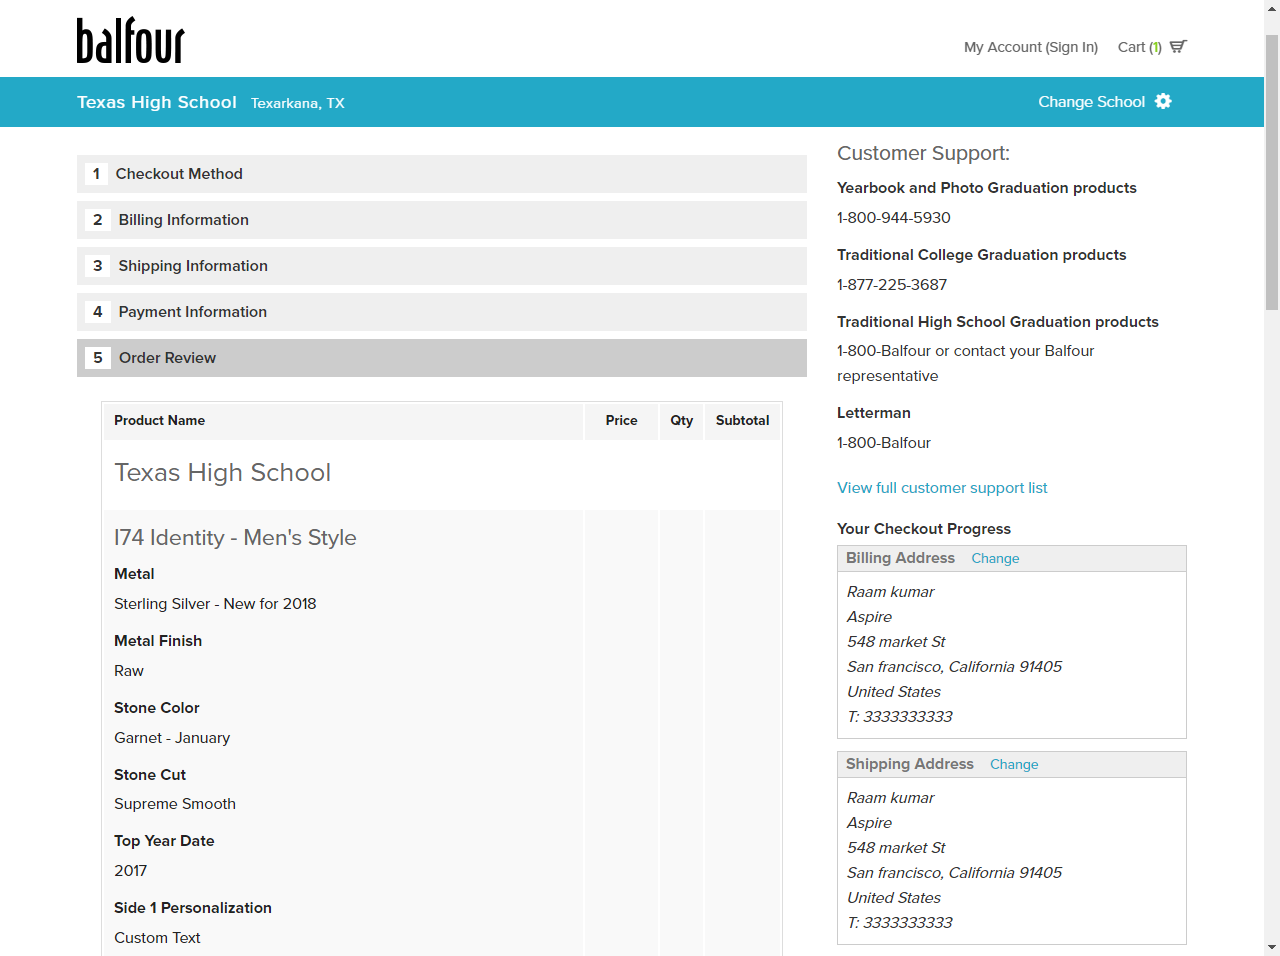 balfour
My Account (Sign In) Cart (1)
Texas High School Texarkana, TX Change School
1 Checkout Method
2 Billing Information
3 Shipping Information
4 Payment Information
5 Order Review
Product Name Price Qty Subtotal
Texas High School
I74 Identity - Men's Style
Metal
Sterling Silver - New for 2018
Metal Finish
Raw
Stone Color
Garnet - January
Stone Cut
Supreme Smooth
Top Year Date
2017
Side 1 Personalization
Custom Text
Customer Support:
Yearbook and Photo Graduation products
1-800-944-5930
Traditional College Graduation products
1-877-225-3687
Traditional High School Graduation products
1-800-Balfour or contact your Balfour
representative
Letterman
1-800-Balfour
View full customer support list
Your Checkout Progress
Billing Address Change
Raam kumar
Aspire
548 market St
San francisco, California 91405
United States
T: 3333333333
Shipping Address Change
Raam kumar
Aspire
548 market St
San francisco, California 91405
United States
T: 3333333333